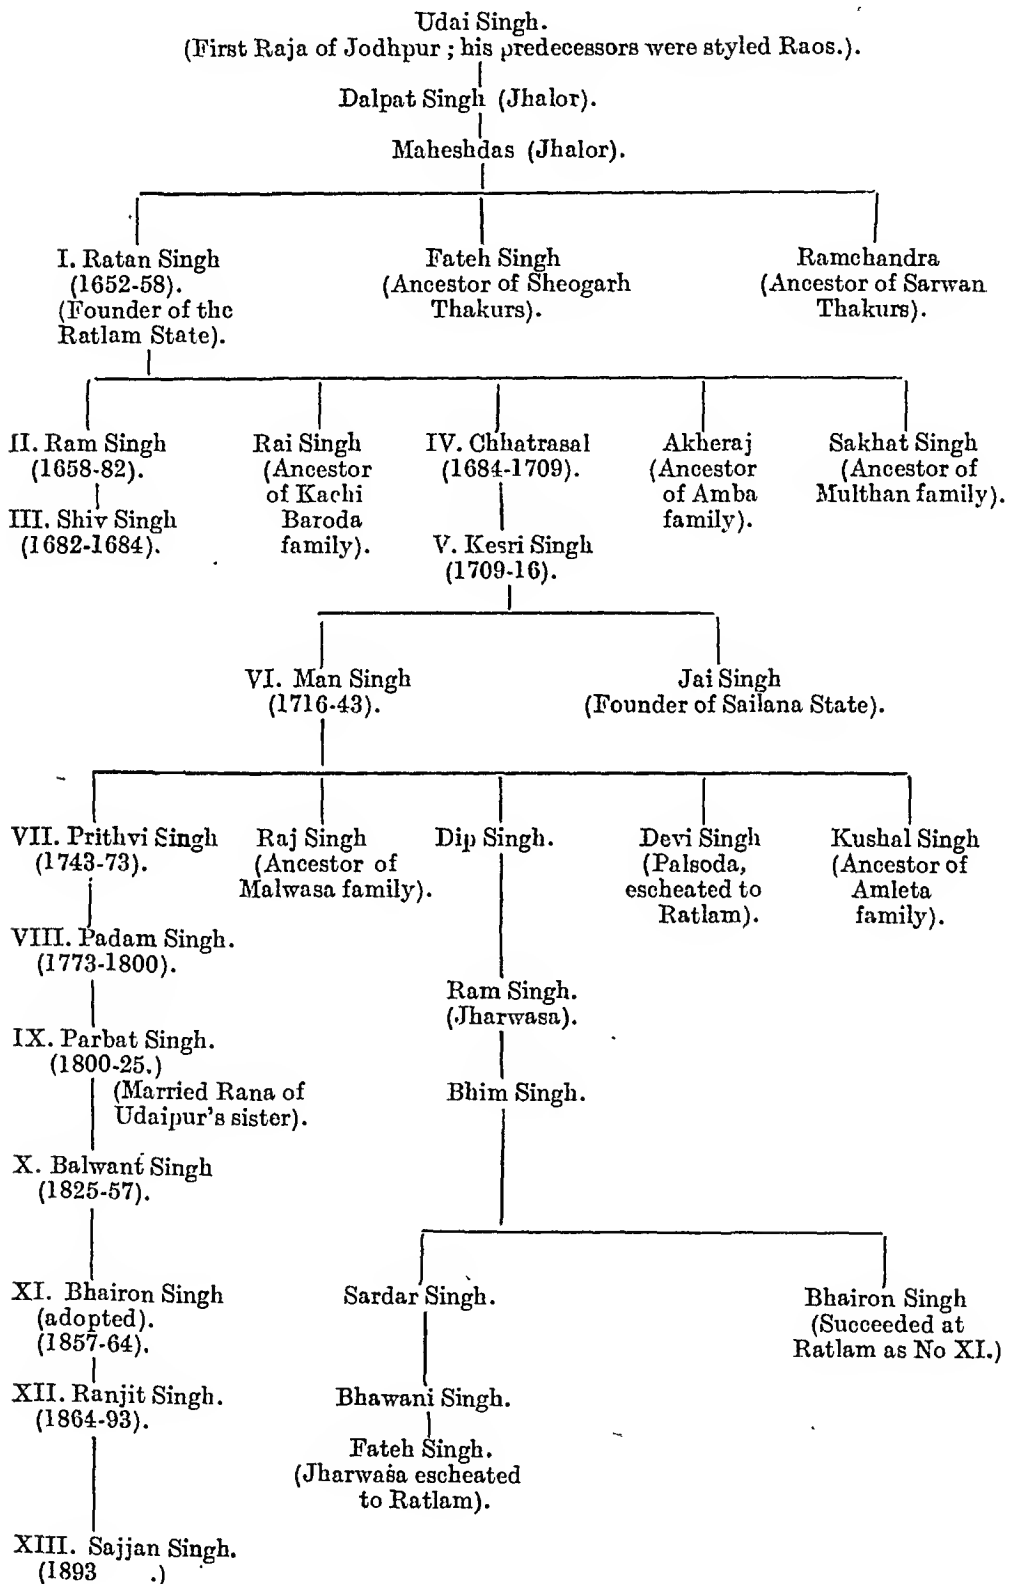 Udai Singh.
(First Raja of Jodhpur ; his predecessors were styled Raos.).
Dalpat Singh (Jhalor).
Maheshdas (Jhalor).
I. Ratan Singh
(1652-58).
(Founder of the
Ratlam State).
Fateh Singh
(Ancestor of Sheogarh
Thakurs).
Ramchandra
(Ancestor of Sarwan
Thakurs).
II. Ram Singh
(1658-82).
III. Shiv Singh
(1682-1684).
Rai Singh
(Ancestor
of Kachi
Baroda
family).
IV. Chhatrasal
(1684-1709).
V. Kesri Singh
(1709-16).
Akheraj
(Ancestor
of Amba
family).
Sakhat Singh
(Ancestor of
Multhan family).
VI. Man Singh
(1716-43).
Jai Singh
(Founder of Sailana State).
VII. Prithvi Singh
(1743-73).
VIII. Padam Singh.
(1773-1800).
IX. Parbat Singh.
(1800-25.)
(Married Rana of
Udaipur's sister).
X. Balwant Singh
(1825-57).
XI. Bhairon Singh
(adopted).
(1857-64).
XII. Ranjit Singh.
(1864-93).
XIII. Sajjan Singh.
(1893 .)
Raj Singh
(Ancestor of
Malwasa family).
Dip Singh.
Ram Singh.
(Jharwasa).
Bhim Singh.
Sardar Singh.
Bhawani Singh.
Fateh Singh.
(Jharwasa escheated
to Ratlam).
Bhairon Singh
(Succeeded at
Ratlam as No XI.)
Devi Singh
(Palsoda,
escheated to
Ratlam).
Kushal Singh
(Ancestor of
Amleta
family).